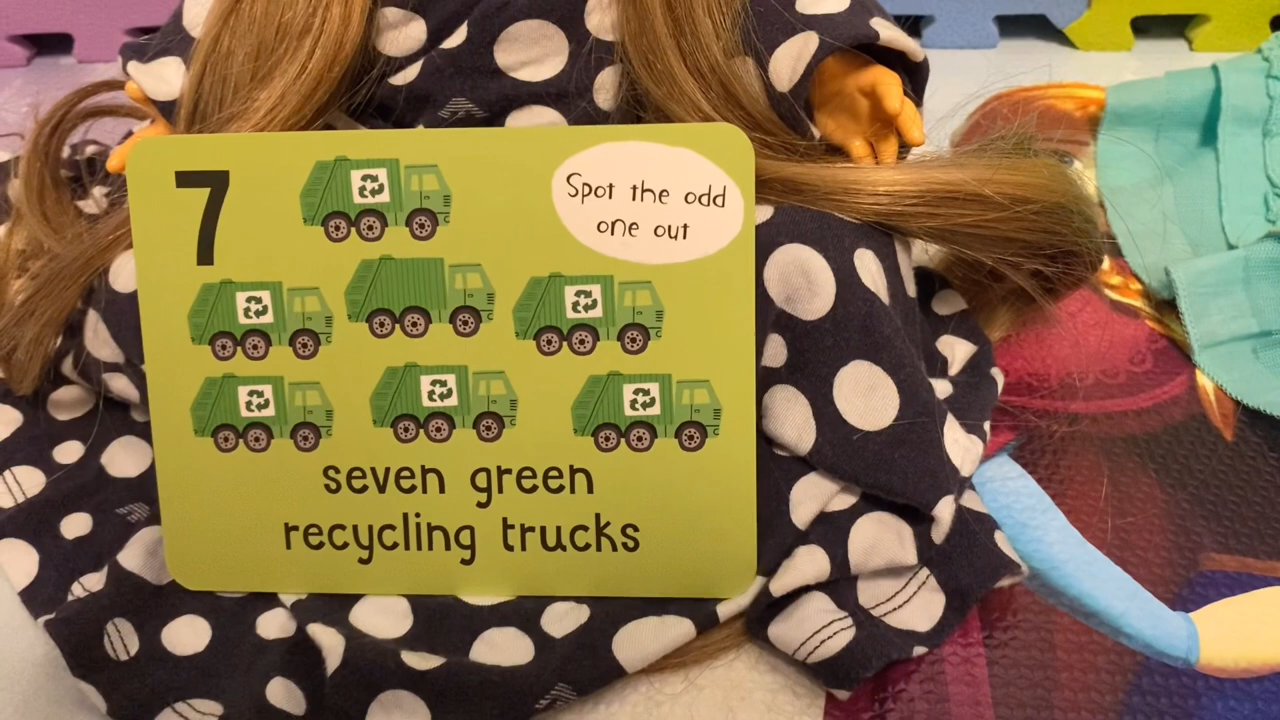 7
Spot the odd
one out
seven green
recycling trucks